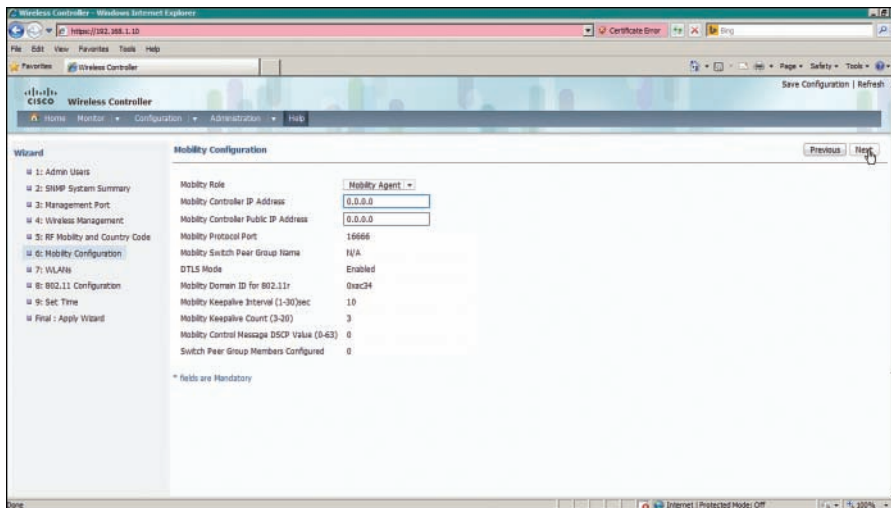 Wireless Controller - Windows Internet Explorer
https://192.168.1.10
Certificate Error
Bing
File Edit View Favorites Tools Help
Favorites Wireless Controller
Page Safety Tools
Save Configuration | Refresh
CISCO Wireless Controller
Home Monitor Configuration Administration Help
Wizard
1: Admin Users
2: SNMP System Summary
3: Management Port
4: Wireless Management
5: RF Mobility and Country Code
6: Mobility Configuration
7: WLANs
8: 802.11 Configuration
9: Set Time
Final : Apply Wizard
Mobility Configuration
Previous Next
Mobility Role Mobility Agent
Mobility Controller IP Address 0.0.0.0
Mobility Controller Public IP Address 0.0.0.0
Mobility Protocol Port 16666
Mobility Switch Peer Group Name N/A
DTLS Mode Enabled
Mobility Domain ID for 802.11r 0xac34
Mobility Keepalive Interval (1-30)sec 10
Mobility Keepalive Count (3-20) 3
Mobility Control Message DSCP Value (0-63) 0
Switch Peer Group Members Configured 0
* fields are Mandatory
Done
Internet | Protected Mode: Off
100%